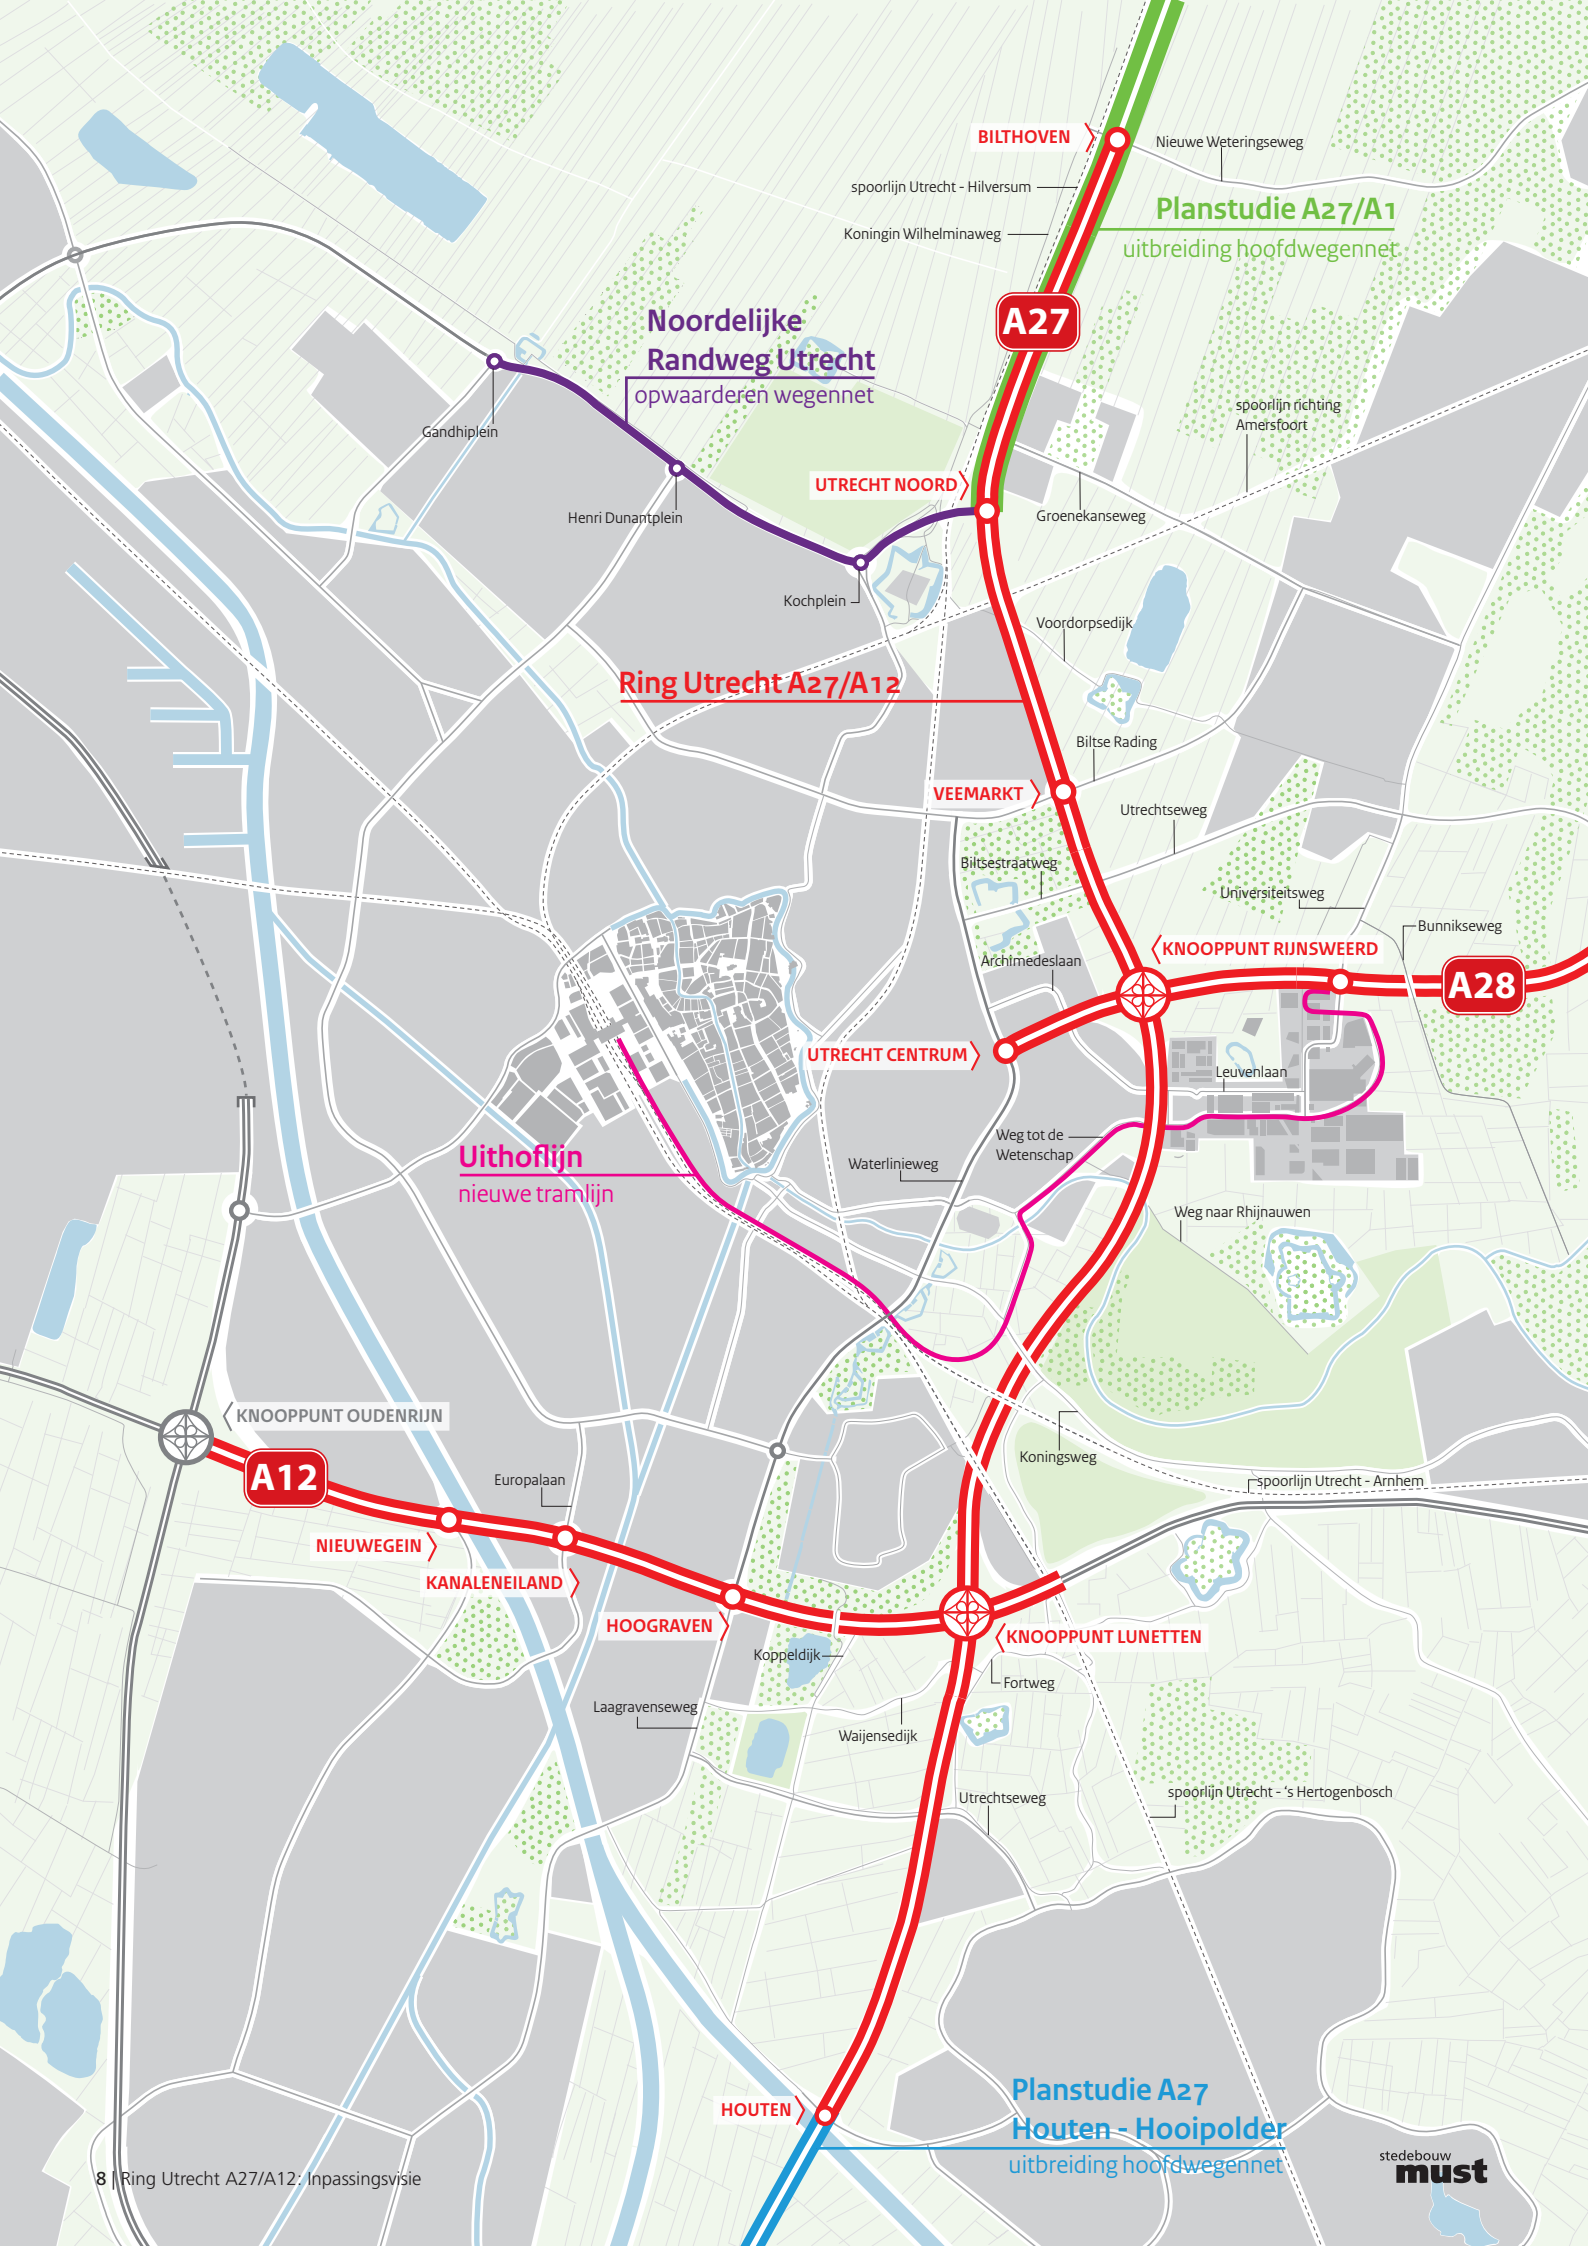 BILTHOVEN
Nieuwe Weteringseweg
spoorlijn Utrecht - Hilversum
Planstudie A27/A1
Koningin Wilhelminaweg
uitbreiding hoofdwegennet
A27
Noordelijke
Randweg Utrecht
opwaarderen wegennet
spoorlijn richting
Amersfoort
Gandhiplein
UTRECHT NOORD
Henri Dunantplein
Groenekanseweg
Kochplein
Voordorpsedijk
Ring Utrecht A27/A12
Biltse Rading
VEEMARKT
Utrechtseweg
Biltsestraatweg
Universiteitsweg
Bunnikseweg
KNOOPPUNT RIJNSWEERD
Archimedeslaan
A28
UTRECHT CENTRUM
Leuvenlaan
Weg tot de
Wetenschap
Uithoflijn
nieuwe tramlijn
Waterlinieweg
Weg naar Rhijnauwen
KNOOPPUNT OUDENRIJN
Koningsweg
A12
Europalaan
spoorlijn Utrecht - Arnhem
NIEUWEGEIN
KANALENEILAND
HOOGRAVEN
KNOOPPUNT LUNETTEN
Koppeldijk
Fortweg
Laagravenseweg
Waijensedijk
Utrechtseweg
spoorlijn Utrecht - ‘s Hertogenbosch
Planstudie A27
Houten - Hooipolder
uitbreiding hoofdwegennet
HOUTEN
stedebouw
must
8 | Ring Utrecht A27/A12: Inpassingsvisie